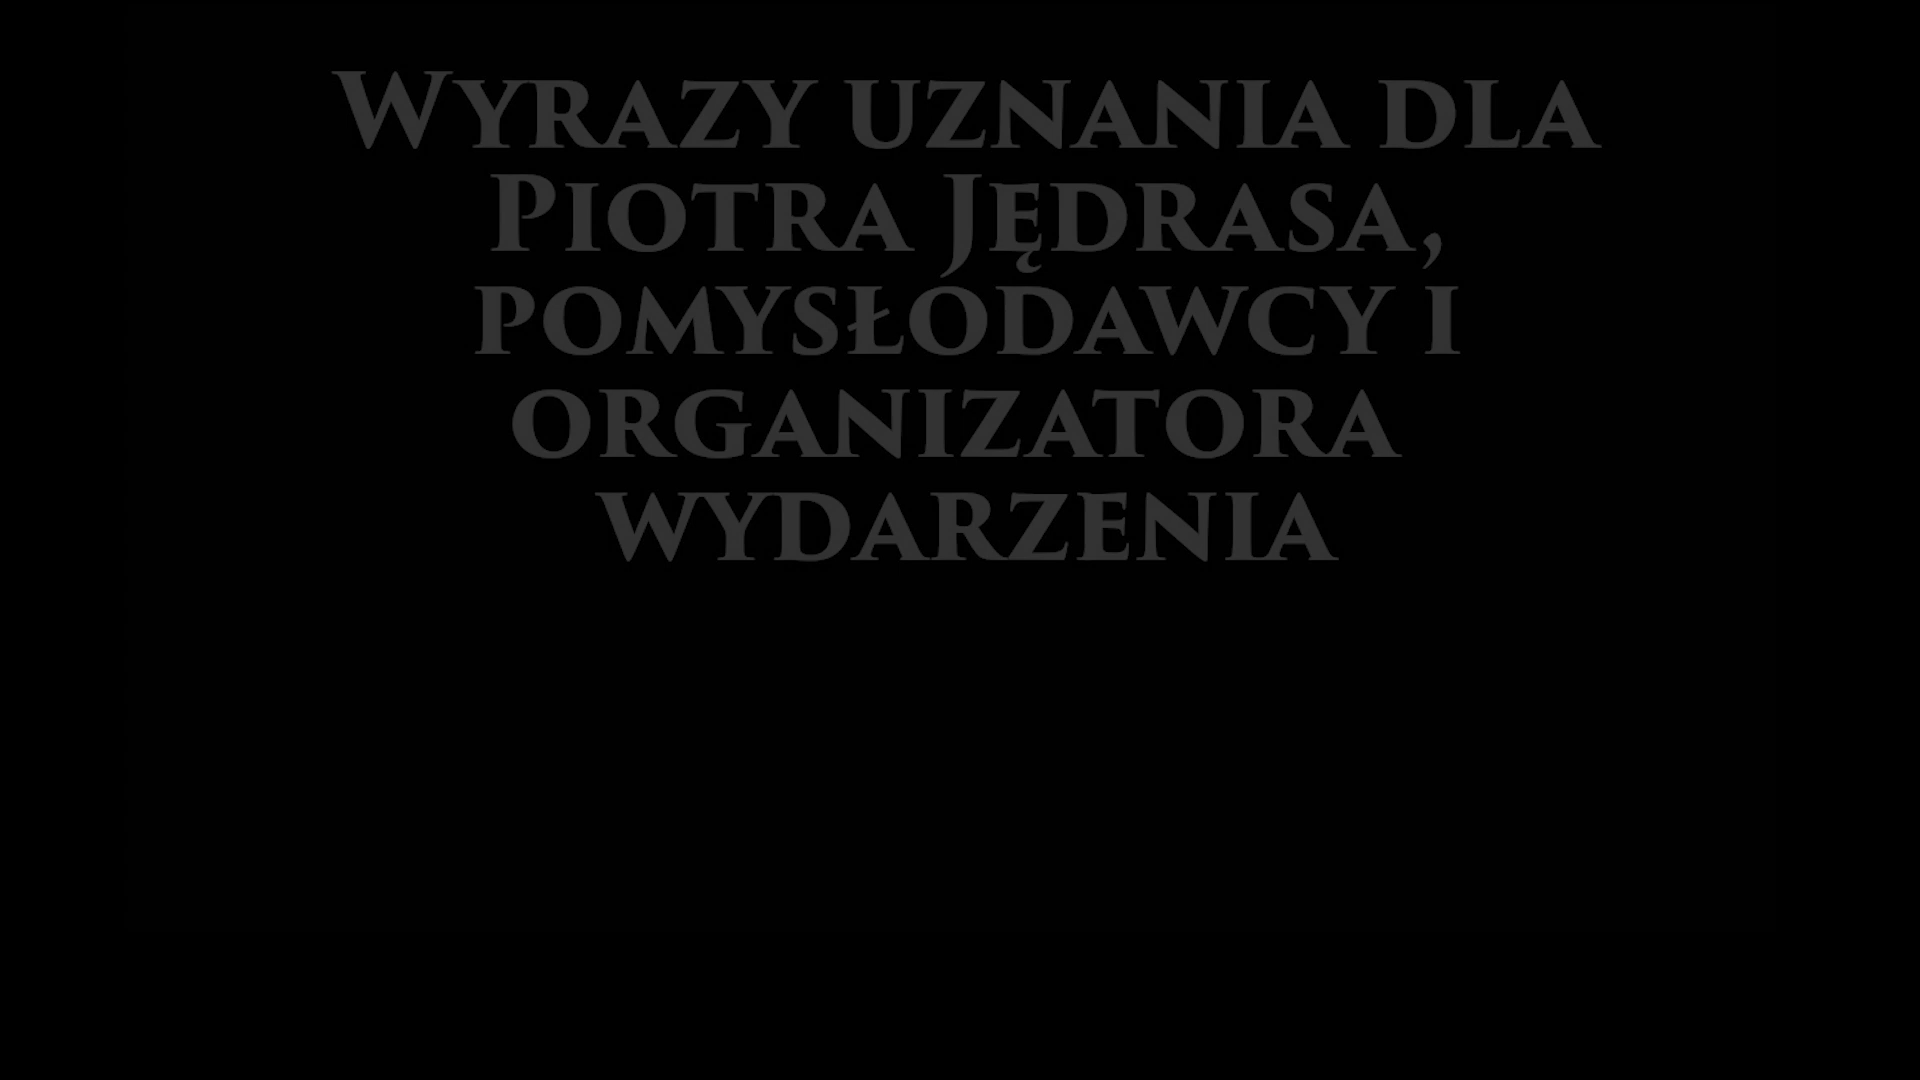 Wyrazy uznania dla
Piotra Jędrasa,
pomysłodawcy i
organizatora
wydarzenia